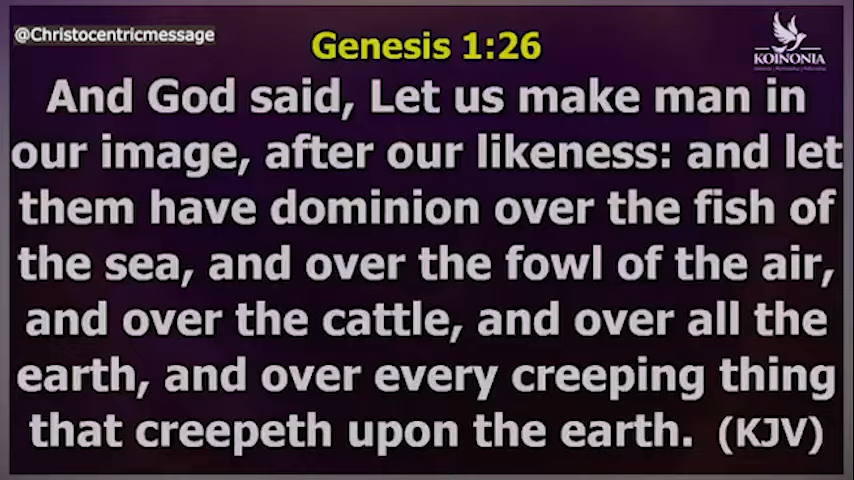 @Christocentricmessage
Genesis 1:26
KOINONIA
And God said, Let us make man in
our image, after our likeness: and let
them have dominion over the fish of
the sea, and over the fowl of the air,
and over the cattle, and over all the
earth, and over every creeping thing
that creepeth upon the earth. (KJV)